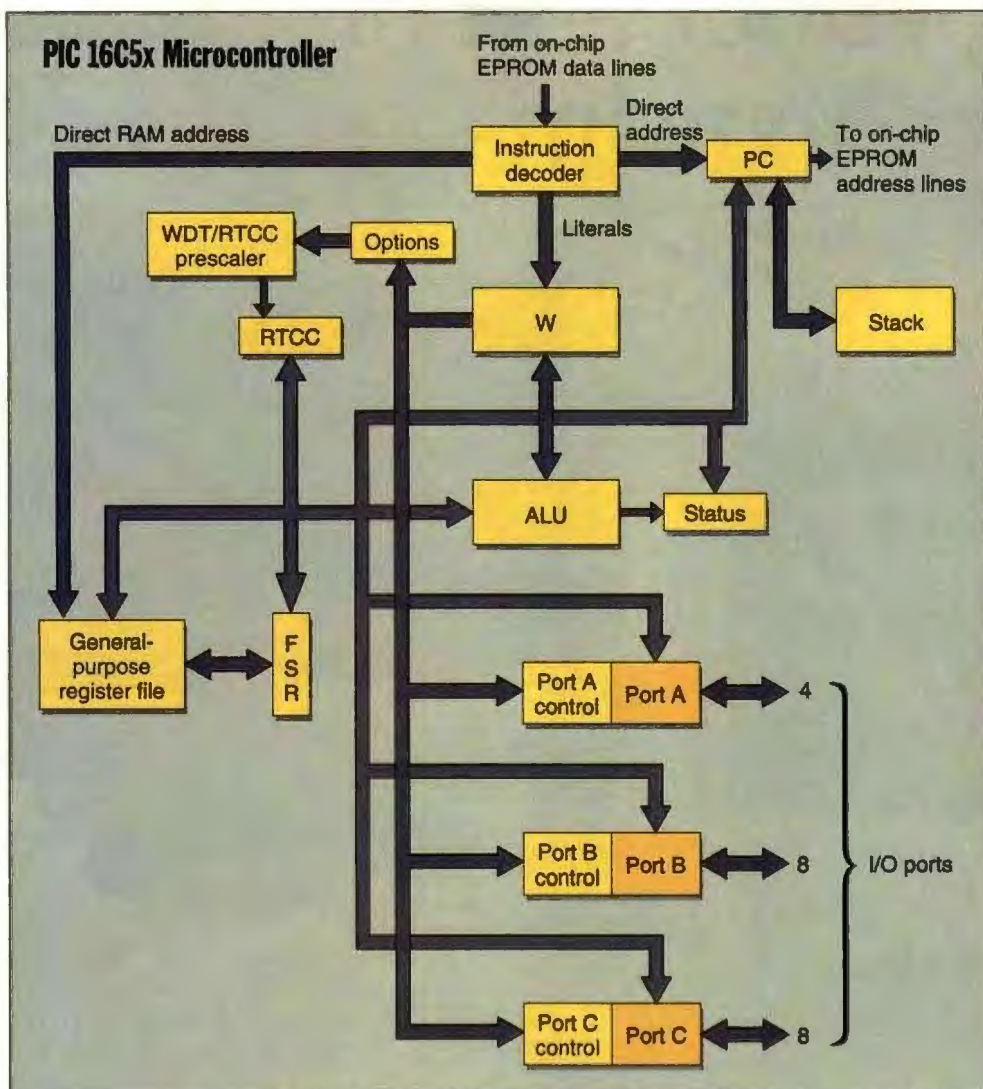 PIC 16C5x Microcontroller
From on-chip
EPROM data lines
Direct RAM address
Direct
address
Instruction
decoder
PC
To on-chip
EPROM
address lines
WDT/RTCC
prescaler
Options
Literals
RTCC
W
Stack
ALU
Status
General-
purpose
register file
F
S
R
Port A
control
Port A
4
Port B
control
Port B
8
I/O ports
Port C
control
Port C
8